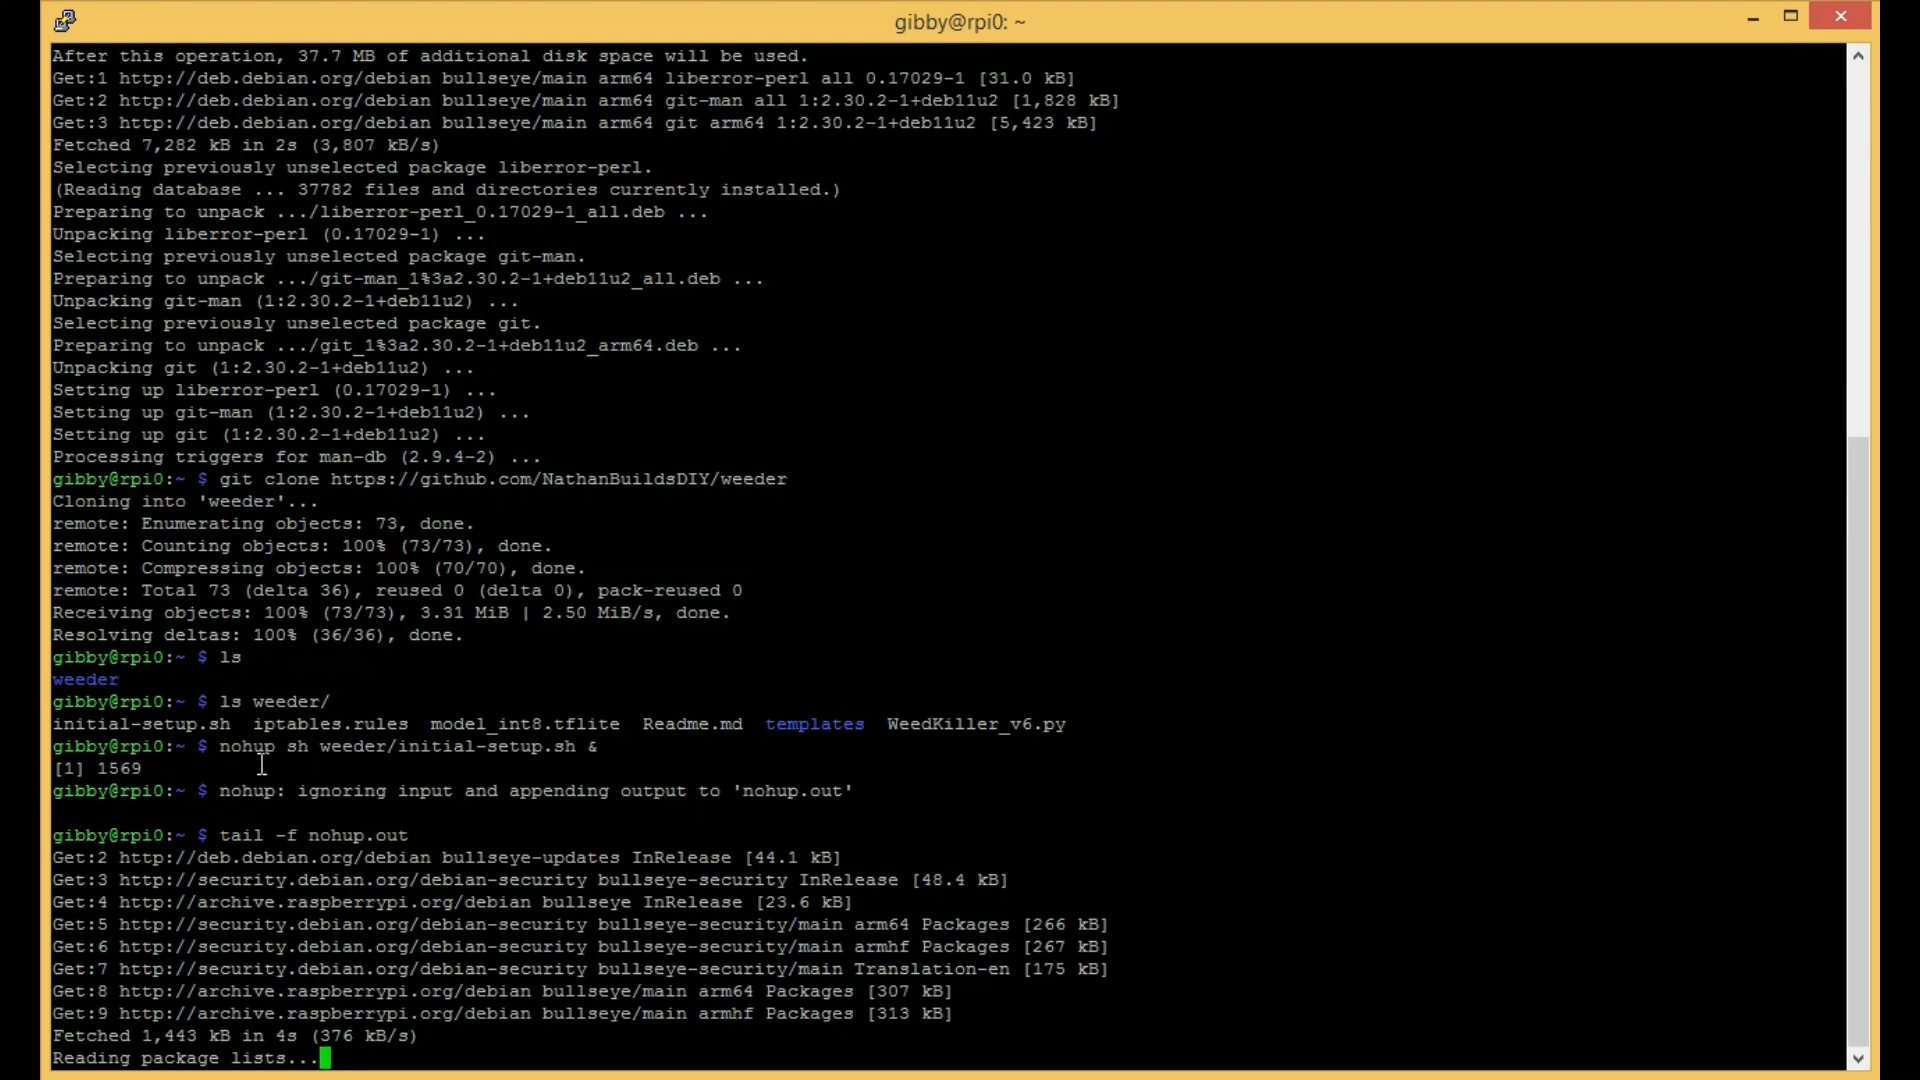 gibby@rpi0: ~
After this operation, 37.7 MB of additional disk space will be used.
Get:1 http://deb.debian.org/debian bullseye/main arm64 liberror-perl all 0.17029-1 [31.0 kB]
Get:2 http://deb.debian.org/debian bullseye/main arm64 git-man all 1:2.30.2-1+deb11u2 [1,828 kB]
Get:3 http://deb.debian.org/debian bullseye/main arm64 git arm64 1:2.30.2-1+deb11u2 [5,423 kB]
Fetched 7,282 kB in 2s (3,807 kB/s)
Selecting previously unselected package liberror-perl.
(Reading database ... 37782 files and directories currently installed.)
Preparing to unpack .../liberror-perl_0.17029-1_all.deb ...
Unpacking liberror-perl (0.17029-1) ...
Selecting previously unselected package git-man.
Preparing to unpack .../git-man_1%3a2.30.2-1+deb11u2_all.deb ...
Unpacking git-man (1:2.30.2-1+deb11u2) ...
Selecting previously unselected package git.
Preparing to unpack .../git_1%3a2.30.2-1+deb11u2_arm64.deb ...
Unpacking git (1:2.30.2-1+deb11u2) ...
Setting up liberror-perl (0.17029-1) ...
Setting up git-man (1:2.30.2-1+deb11u2) ...
Setting up git (1:2.30.2-1+deb11u2) ...
Processing triggers for man-db (2.9.4-2) ...
gibby@rpi0:~ $ git clone https://github.com/NathanBuildsDIY/weeder
Cloning into 'weeder'...
remote: Enumerating objects: 73, done.
remote: Counting objects: 100% (73/73), done.
remote: Compressing objects: 100% (70/70), done.
remote: Total 73 (delta 36), reused 0 (delta 0), pack-reused 0
Receiving objects: 100% (73/73), 3.31 MiB | 2.50 MiB/s, done.
Resolving deltas: 100% (36/36), done.
gibby@rpi0:~ $ ls
weeder
gibby@rpi0:~ $ ls weeder/
initial-setup.sh  iptables.rules  model_int8.tflite  Readme.md  templates  WeedKiller_v6.py
gibby@rpi0:~ $ nohup sh weeder/initial-setup.sh &
[1] 1569
gibby@rpi0:~ $ nohup: ignoring input and appending output to 'nohup.out'
gibby@rpi0:~ $ tail -f nohup.out
Get:2 http://deb.debian.org/debian bullseye-updates InRelease [44.1 kB]
Get:3 http://security.debian.org/debian-security bullseye-security InRelease [48.4 kB]
Get:4 http://archive.raspberrypi.org/debian bullseye InRelease [23.6 kB]
Get:5 http://security.debian.org/debian-security bullseye-security/main arm64 Packages [266 kB]
Get:6 http://security.debian.org/debian-security bullseye-security/main armhf Packages [267 kB]
Get:7 http://security.debian.org/debian-security bullseye-security/main Translation-en [175 kB]
Get:8 http://archive.raspberrypi.org/debian bullseye/main arm64 Packages [307 kB]
Get:9 http://archive.raspberrypi.org/debian bullseye/main armhf Packages [313 kB]
Fetched 1,443 kB in 4s (376 kB/s)
Reading package lists...